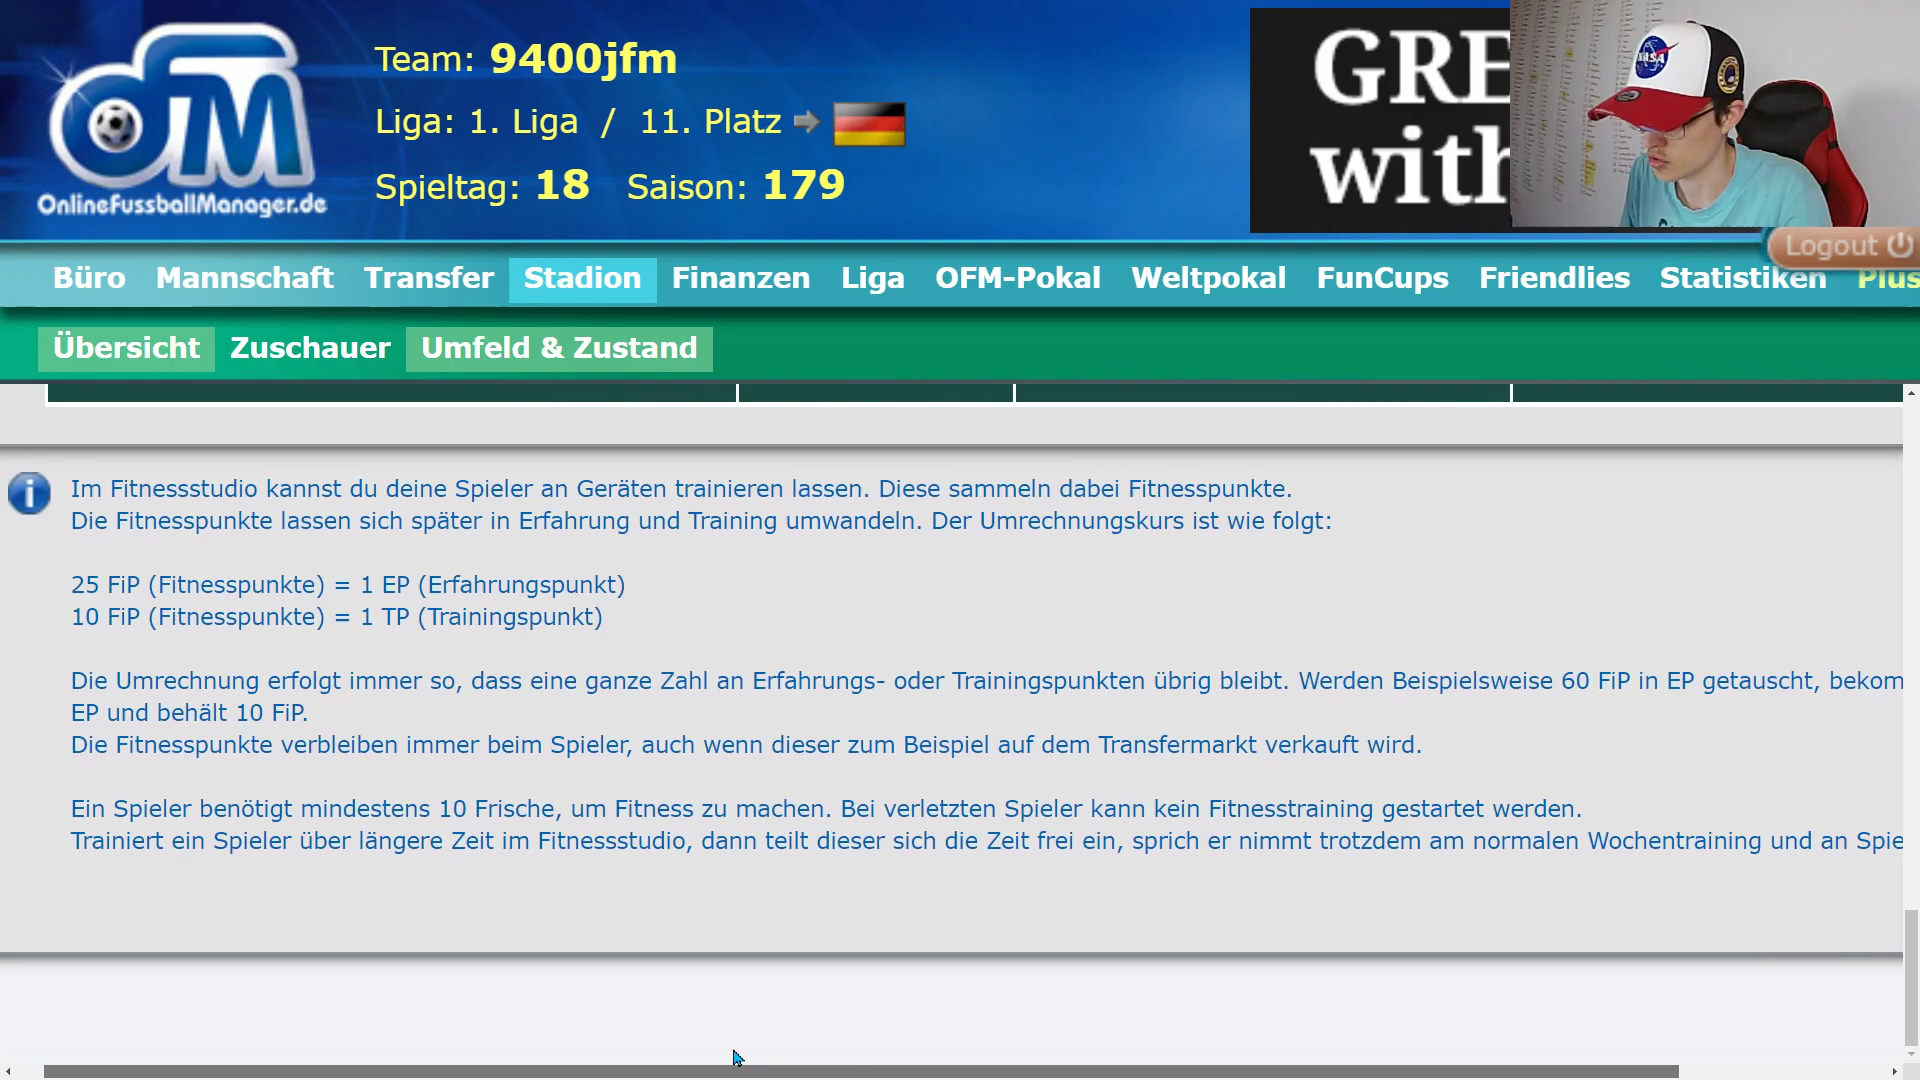 OFM
OnlineFussballManager.de
Team: 9400jfm
Liga: 1. Liga / 11. Platz
Spieltag: 18 Saison: 179
GRE
with
NASA
Logout
Büro Mannschaft Transfer Stadion Finanzen Liga OFM-Pokal Weltpokal FunCups Friendlies Statistiken Plus
Übersicht Zuschauer Umfeld & Zustand
Im Fitnessstudio kannst du deine Spieler an Geräten trainieren lassen. Diese sammeln dabei Fitnesspunkte.
Die Fitnesspunkte lassen sich später in Erfahrung und Training umwandeln. Der Umrechnungskurs ist wie folgt:
25 FiP (Fitnesspunkte) = 1 EP (Erfahrungspunkt)
10 FiP (Fitnesspunkte) = 1 TP (Trainingspunkt)
Die Umrechnung erfolgt immer so, dass eine ganze Zahl an Erfahrungs- oder Trainingspunkten übrig bleibt. Werden Beispielsweise 60 FiP in EP getauscht, bekom
EP und behält 10 FiP.
Die Fitnesspunkte verbleiben immer beim Spieler, auch wenn dieser zum Beispiel auf dem Transfermarkt verkauft wird.
Ein Spieler benötigt mindestens 10 Frische, um Fitness zu machen. Bei verletzten Spieler kann kein Fitnesstraining gestartet werden.
Trainiert ein Spieler über längere Zeit im Fitnessstudio, dann teilt dieser sich die Zeit frei ein, sprich er nimmt trotzdem am normalen Wochentraining und an Spie